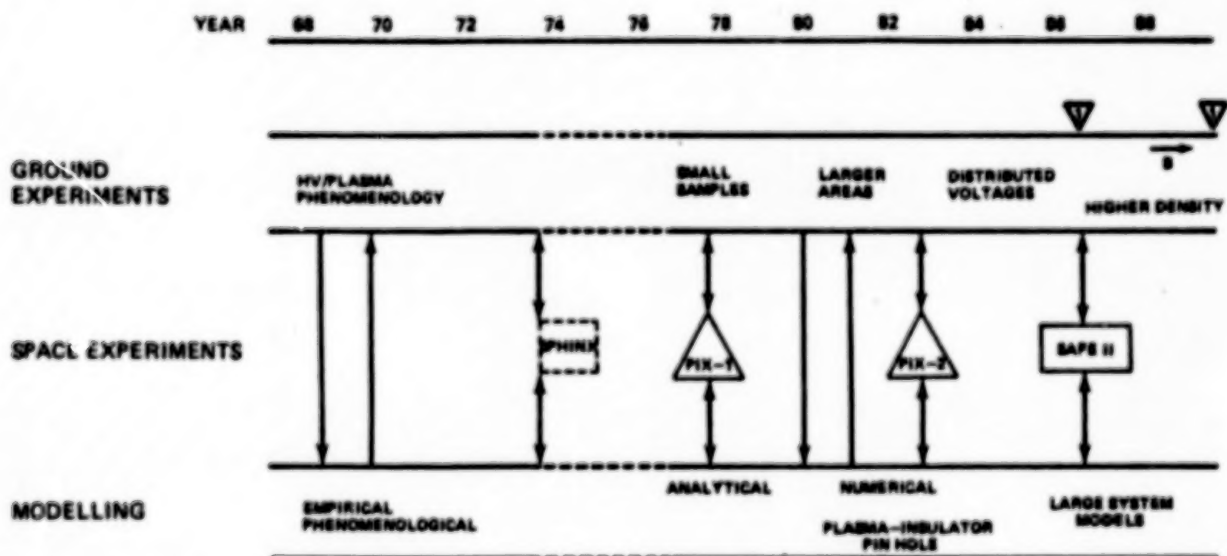 YEAR 68 70 72 74 76 78 80 82 84 86 88
B
GROUND
EXPERIMENTS
HV/PLASMA
PHENOMENOLOGY
SMALL
SAMPLES
LARGER
AREAS
DISTRIBUTED
VOLTAGES
HIGHER DENSITY
SPACE EXPERIMENTS
SPHINX
PIX-1
PIX-2
SAFE II
MODELLING
EMPIRICAL
PHENOMENOLOGICAL
ANALYTICAL
NUMERICAL
PLASMA-INSULATOR
PIN HOLE
LARGE SYSTEM
MODELS